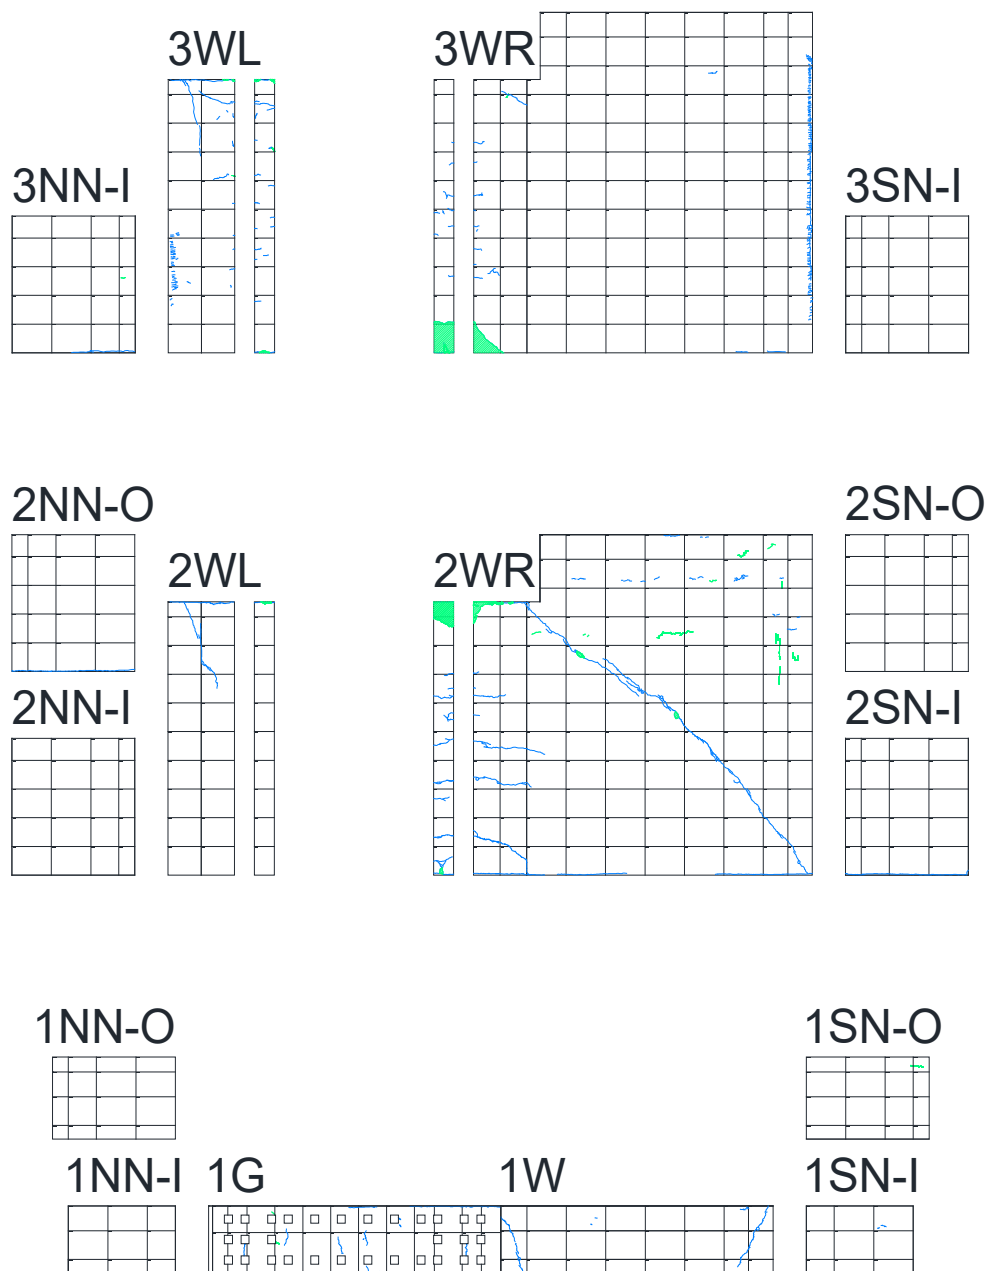 3WL
3WR
3NN-I
3SN-I
2NN-O
2SN-O
2WL
2WR
2NN-I
2SN-I
1NN-O
1SN-O
1NN-I
1G
1W
1SN-I